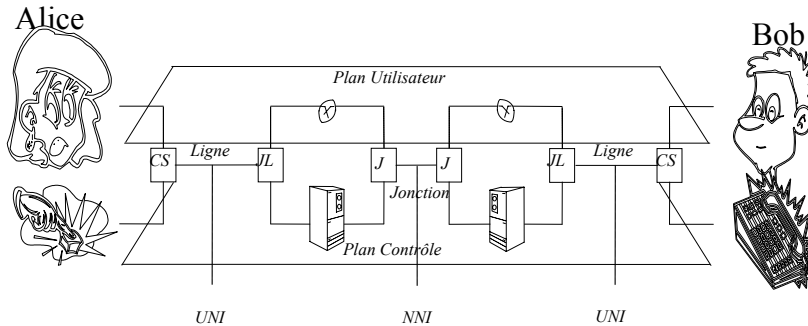 Alice
Bob
Plan Utilisateur
CS
Ligne
JL
J
J
JL
Ligne
CS
Jonction
Plan Contrôle
UNI
NNI
UNI